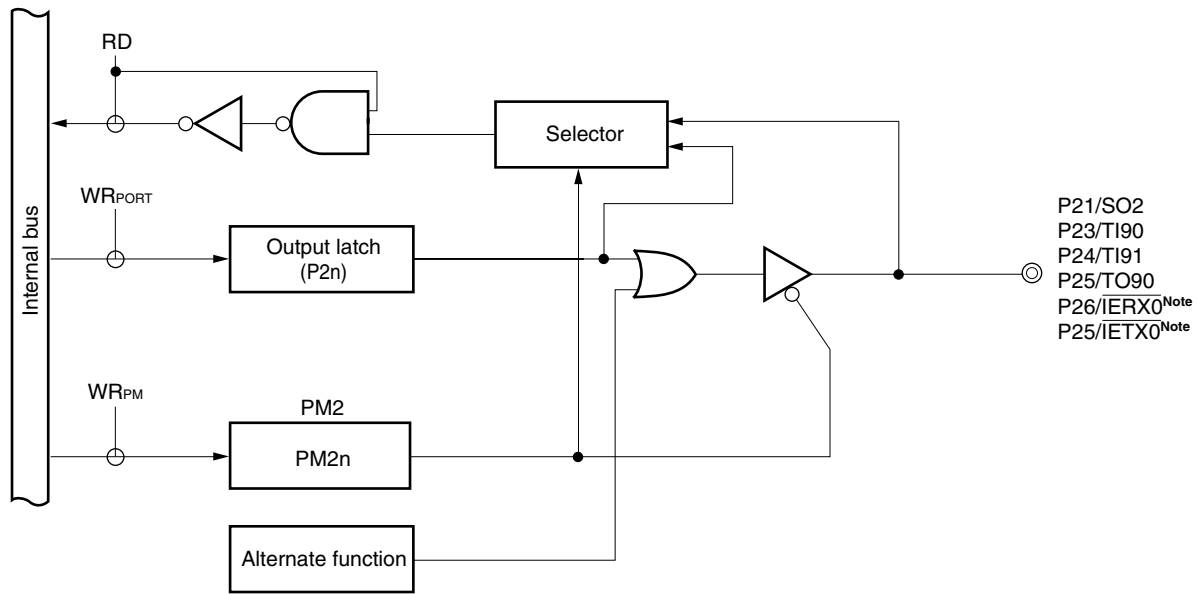 RD
Selector
WRPORT
Internal bus
Output latch
(P2n)
P21/SO2
P23/TI90
P24/TI91
P25/TO90
P26/IERX0Note
P25/IETX0Note
WRPM
PM2
PM2n
Alternate function